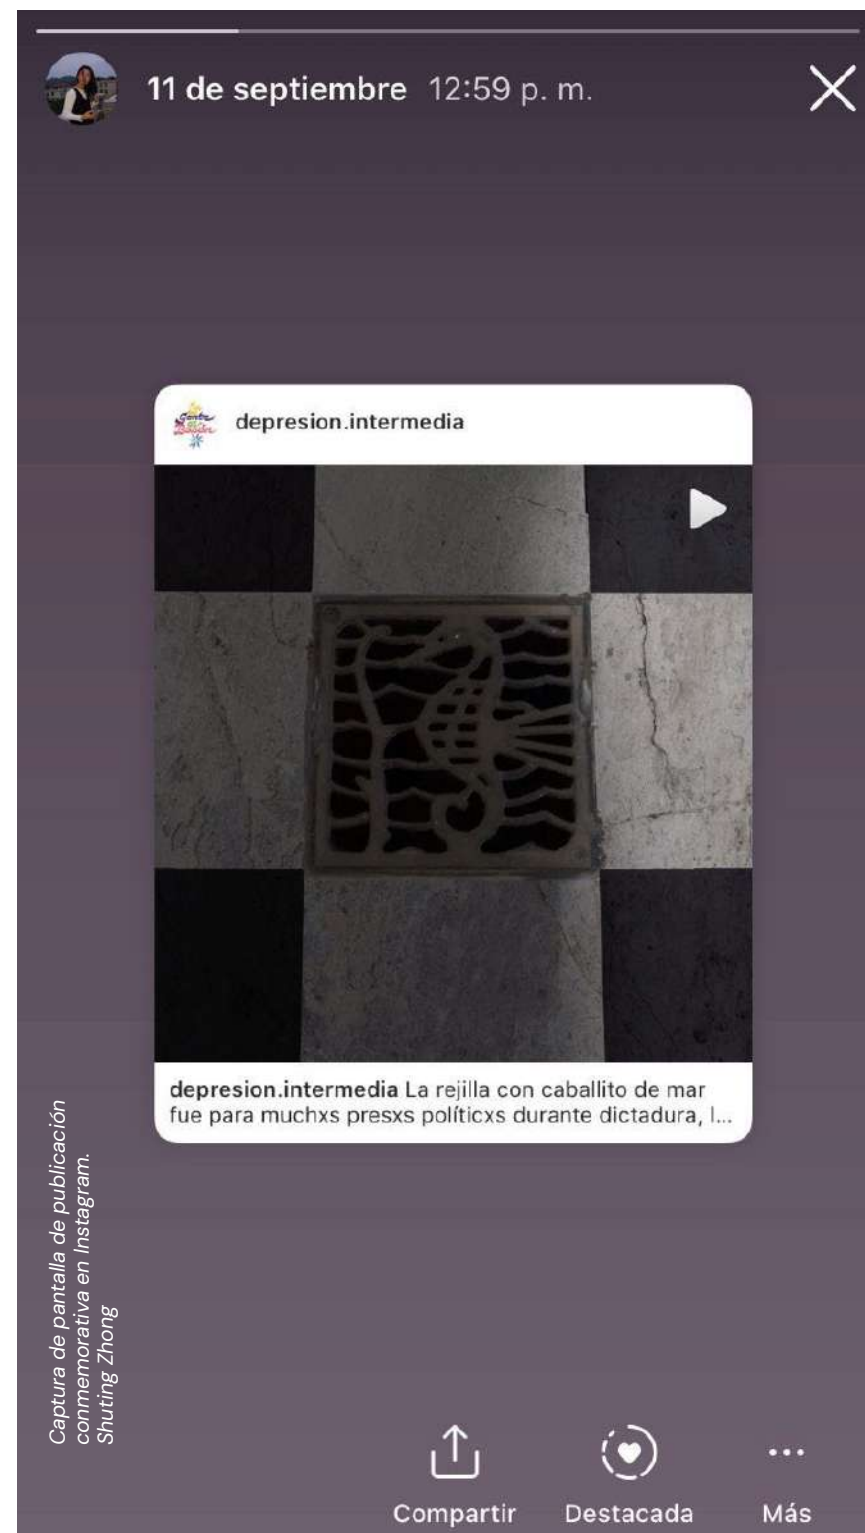 11 de septiembre 12:59 p. m.
depresion.intermedia
depresion.intermedia La rejilla con caballito de mar
fue para muchxs presxs políticxs durante dictadura, l...
Captura de pantalla de publicación
conmemorativa en Instagram.
Shuting Zhong
Compartir
Destacada
Más